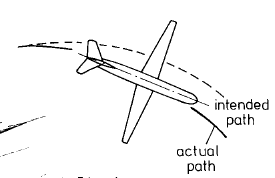 intended
path
actual
path